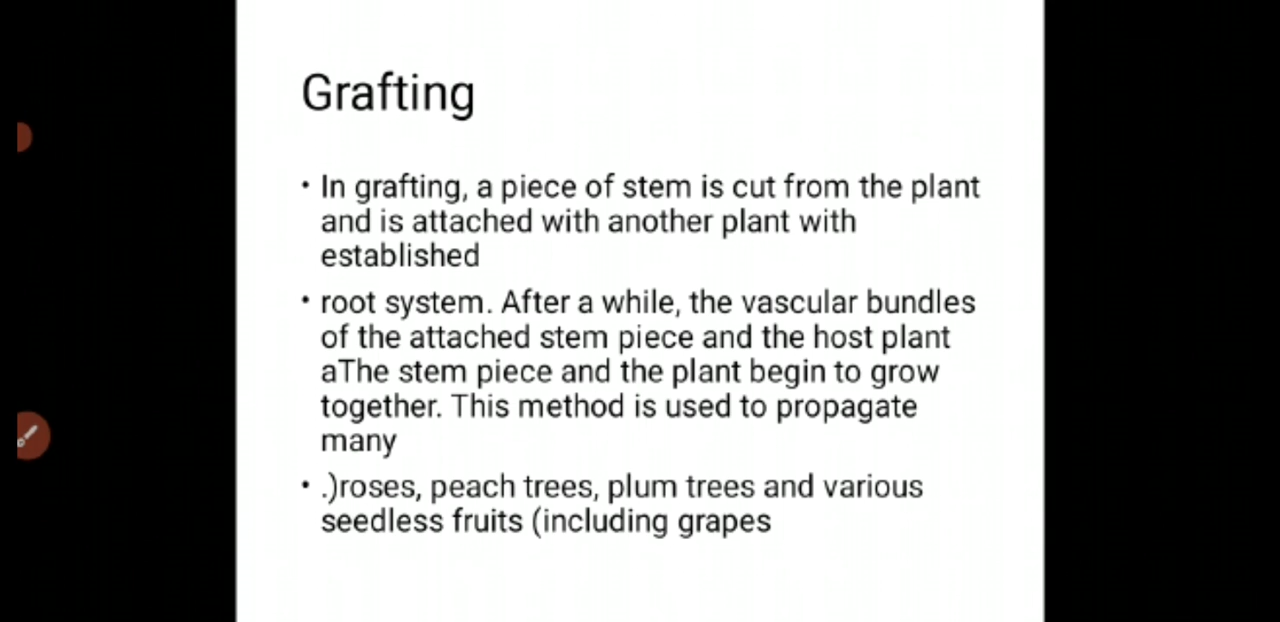 Grafting
• In grafting, a piece of stem is cut from the plant
and is attached with another plant with
established
• root system. After a while, the vascular bundles
of the attached stem piece and the host plant
aThe stem piece and the plant begin to grow
together. This method is used to propagate
many
• .)roses, peach trees, plum trees and various
seedless fruits (including grapes